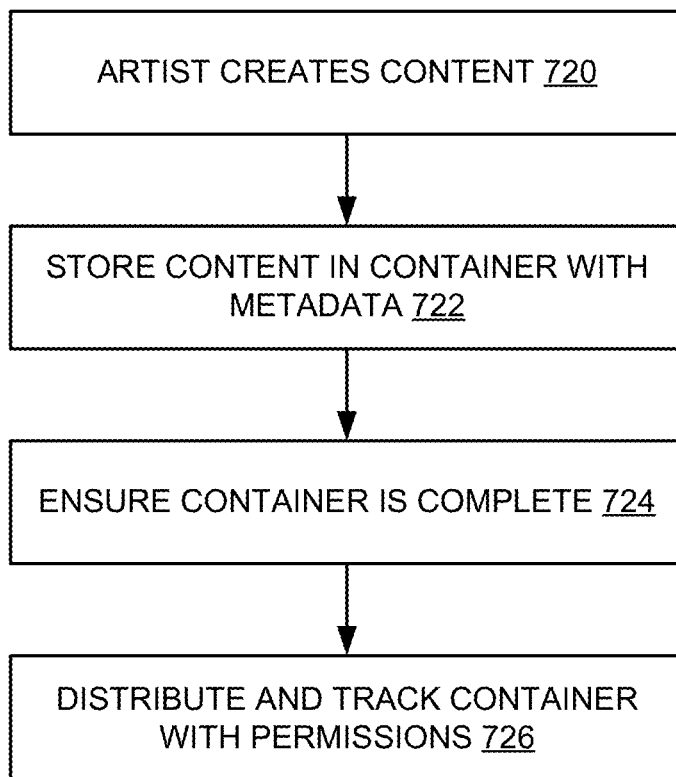 ARTIST CREATES CONTENT 720
STORE CONTENT IN CONTAINER WITH
METADATA 722
ENSURE CONTAINER IS COMPLETE 724
DISTRIBUTE AND TRACK CONTAINER
WITH PERMISSIONS 726